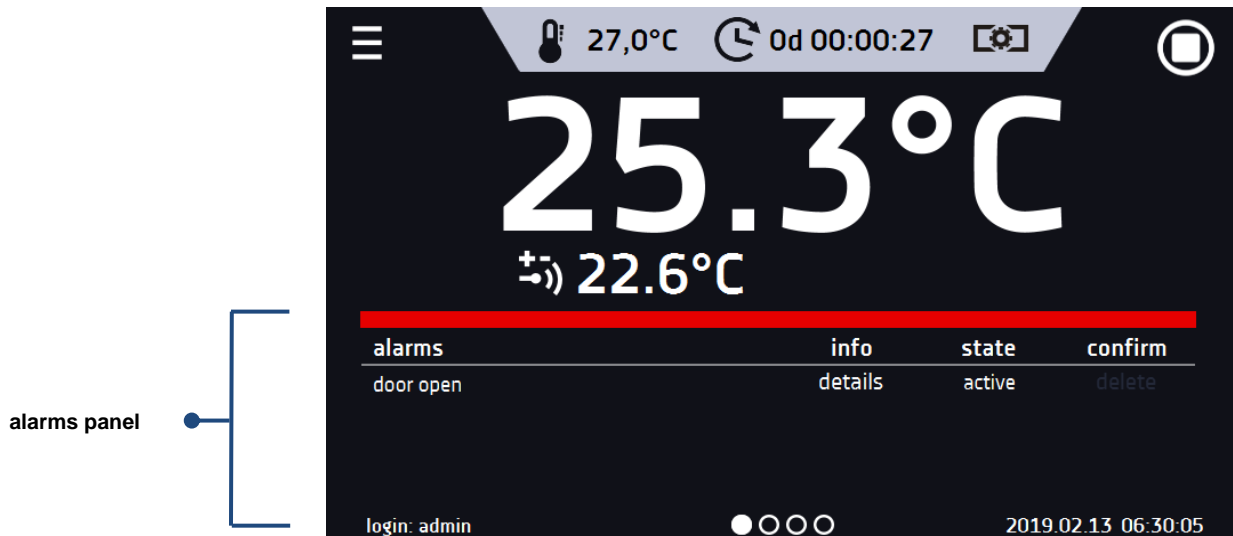 27,0°C 0d 00:00:27
25.3°C
22.6°C
alarms info state confirm
door open details active delete
alarms panel
login: admin 2019.02.13 06:30:05